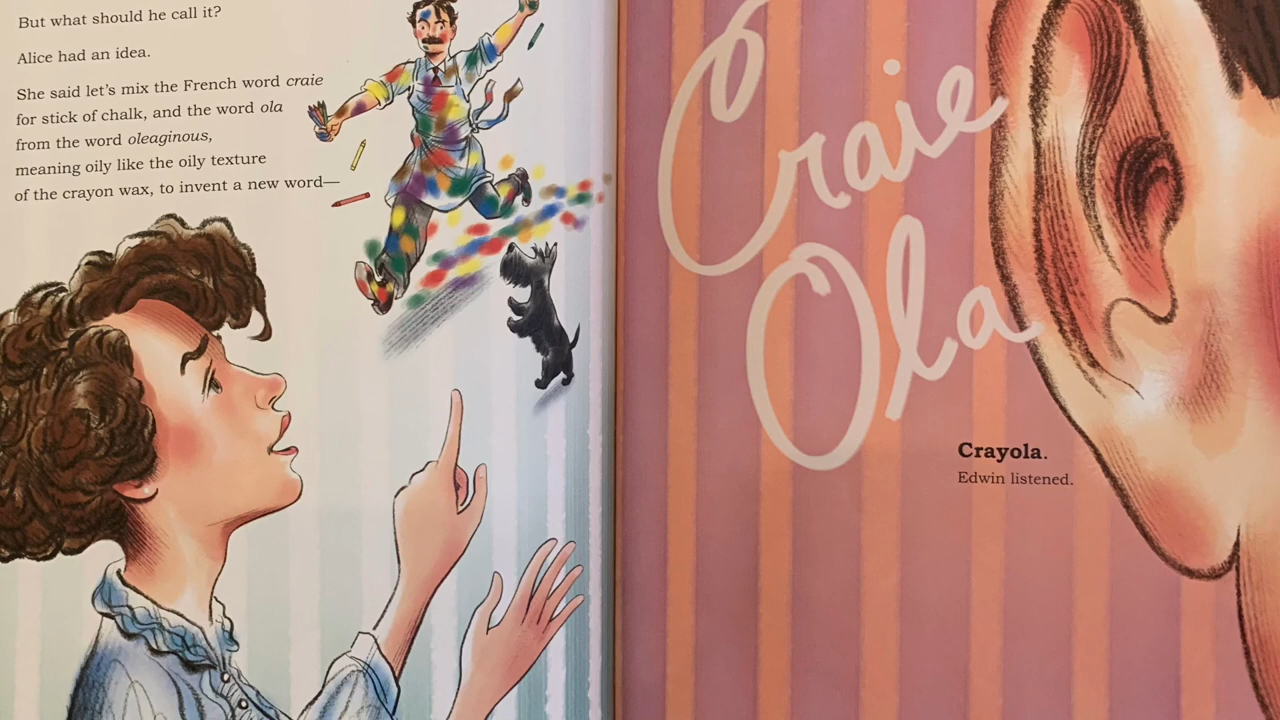 But what should he call it?
Alice had an idea.
She said let's mix the French word craie
for stick of chalk, and the word ola
from the word oleaginous,
meaning oily like the oily texture
of the crayon wax, to invent a new word—
Craie
Ola
Crayola.
Edwin listened.